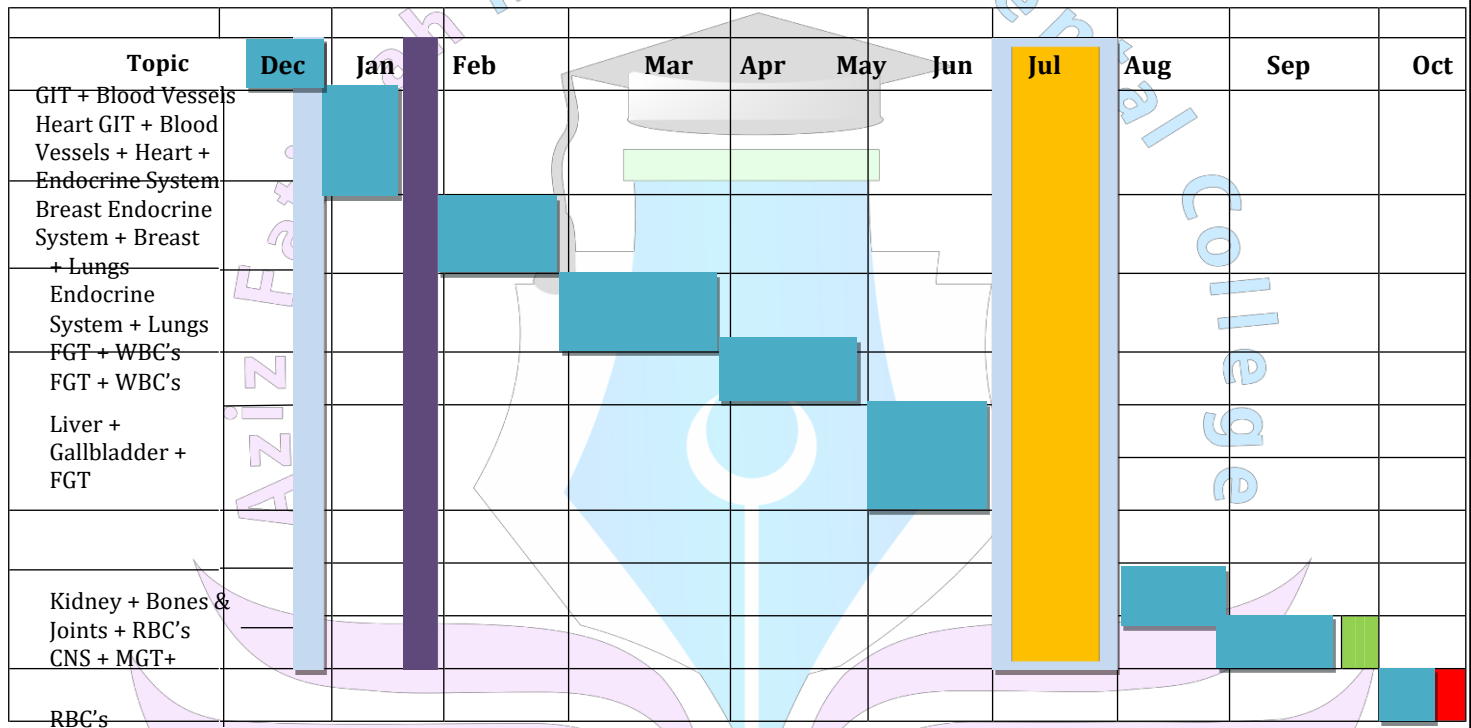 Topic Dec Jan Feb Mar Apr May Jun Jul Aug Sep Oct
GIT + Blood Vessels
Heart GIT + Blood
Vessels + Heart +
Endocrine System
Breast Endocrine
System + Breast
+ Lungs
Endocrine
System + Lungs
FGT + WBC’s
FGT + WBC’s
Liver +
Gallbladder +
FGT
Kidney + Bones &
Joints + RBC’s
CNS + MGT+
RBC’s
Aziz
College